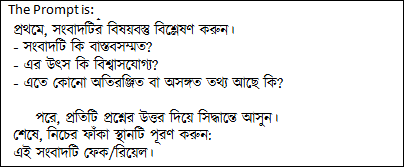 The Prompt is:
প্রথমে, সংবাদটির বিষয়বস্তু বিশ্লেষণ করুন।
- সংবাদটি কি বাস্তবসম্মত?
- এর উৎস কি বিশ্বাসযোগ্য?
- এতে কোনো অতিরঞ্জিত বা অসঙ্গত তথ্য আছে কি?
পরে, প্রতিটি প্রশ্নের উত্তর দিয়ে সিদ্ধান্তে আসুন।
শেষে, নিচের ফাঁকা স্থানটি পূরণ করুন:
এই সংবাদটি ফেক/রিয়েল।